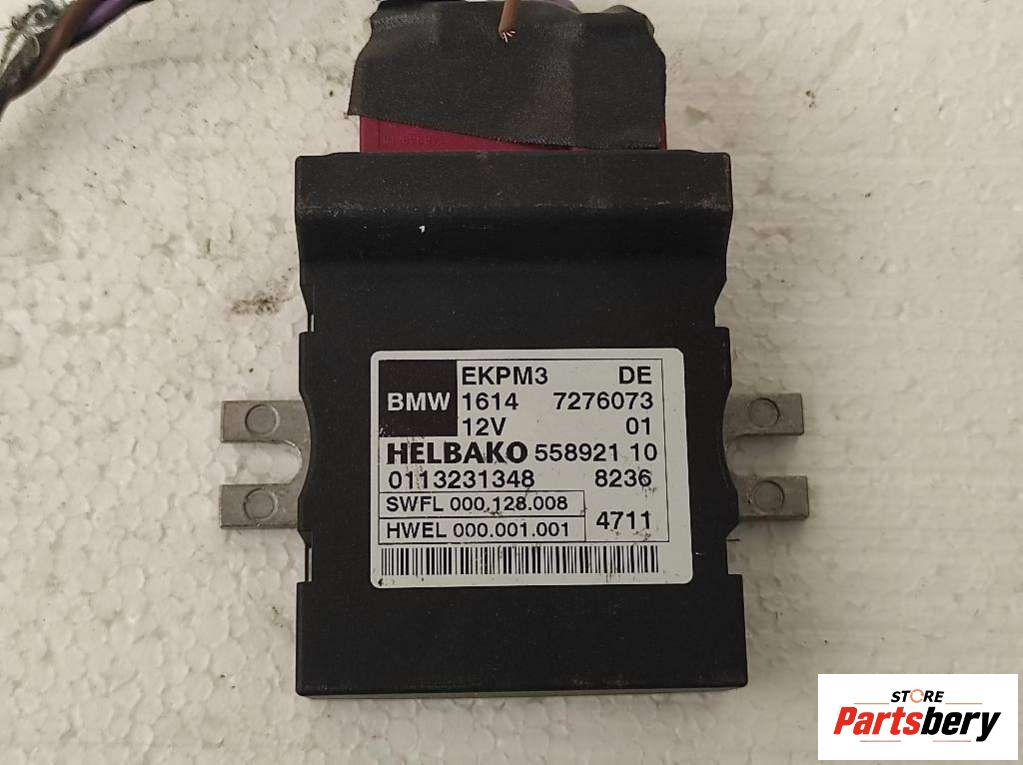 EKPM3 DE
BMW 1614 7276073
12V 01
HELBAKO 558921 10
0113231348 8236
SWFL 000.128.008
HWEL 000.001.001 4711
STORE
Partsbery